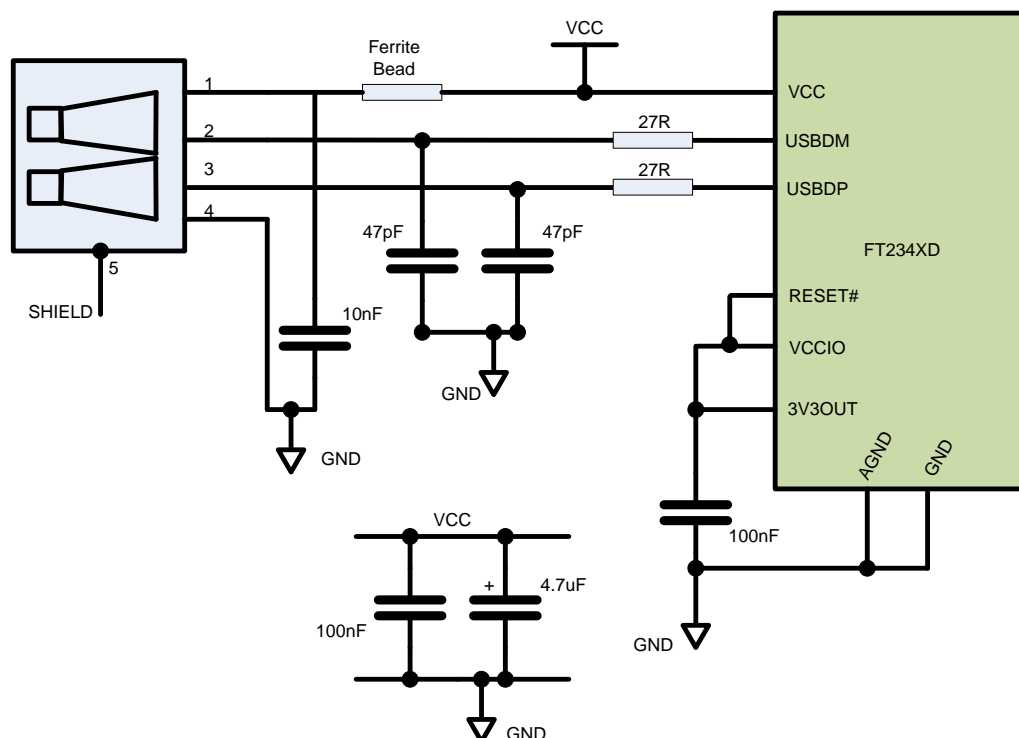 VCC
Ferrite
Bead
1
VCC
27R
2
USBDM
27R
3
USBDP
4
47pF
47pF
FT234XD
5
SHIELD
RESET#
10nF
VCCIO
GND
3V3OUT
GND
AGND
GND
VCC
100nF
+
4.7uF
100nF
GND
GND